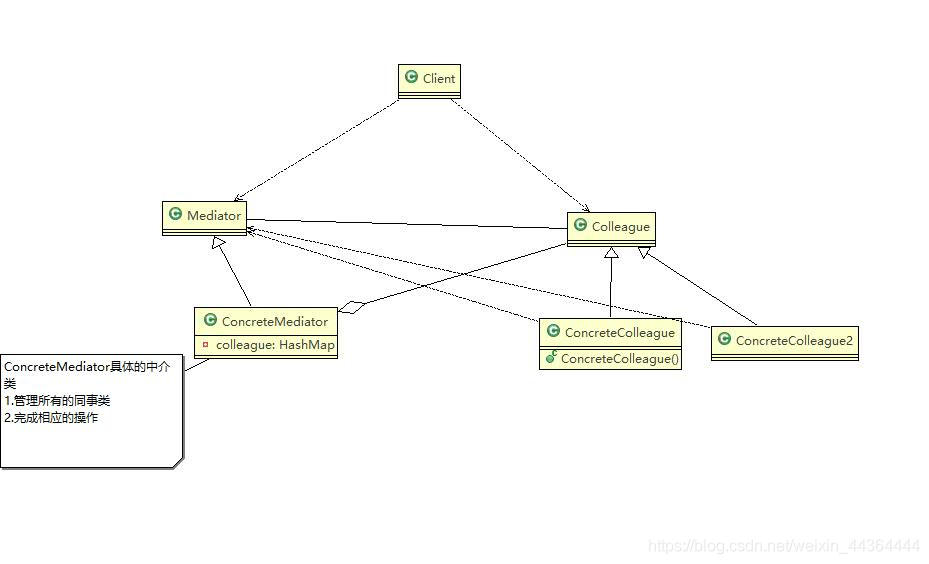 Client
Mediator
Colleague
ConcreteMediator
colleague: HashMap
ConcreteColleague
ConcreteColleague()
ConcreteColleague2
ConcreteMediator具体的中介
类
1.管理所有的同事类
2.完成相应的操作
https://blog.csdn.net/weixin_44364444